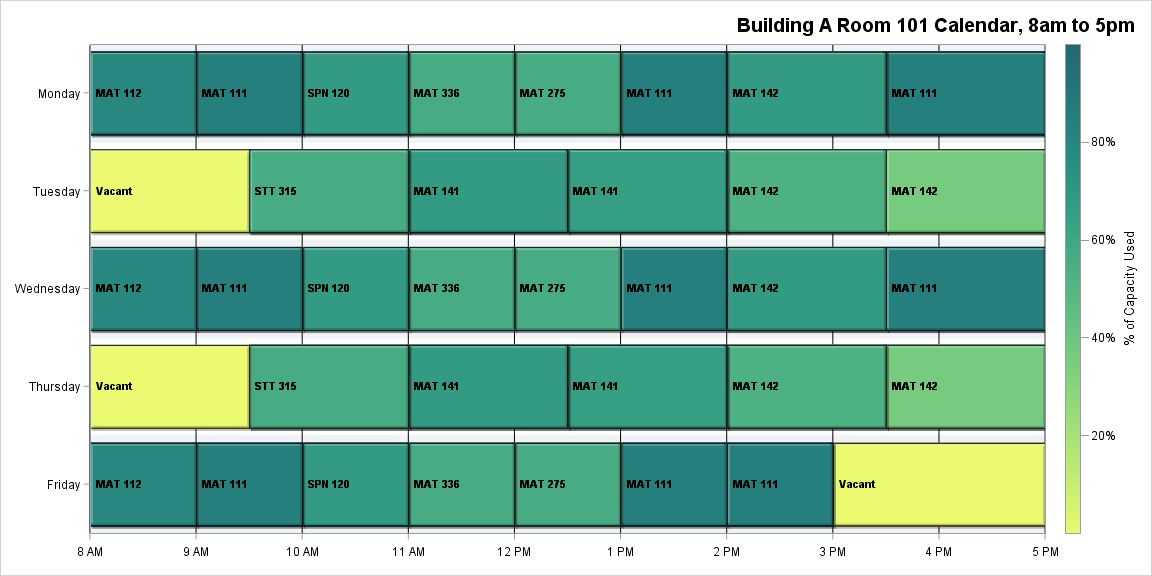 Building A Room 101 Calendar, 8am to 5pm
Monday MAT 112 MAT 111 SPN 120 MAT 336 MAT 275 MAT 111 MAT 142 MAT 111
80%
Tuesday Vacant STT 315 MAT 141 MAT 141 MAT 142 MAT 142
60%
Wednesday MAT 112 MAT 111 SPN 120 MAT 336 MAT 275 MAT 111 MAT 142 MAT 111
% of Capacity Used
40%
Thursday Vacant STT 315 MAT 141 MAT 141 MAT 142 MAT 142
20%
Friday MAT 112 MAT 111 SPN 120 MAT 336 MAT 275 MAT 111 MAT 111 Vacant
8 AM 9 AM 10 AM 11 AM 12 PM 1 PM 2 PM 3 PM 4 PM 5 PM